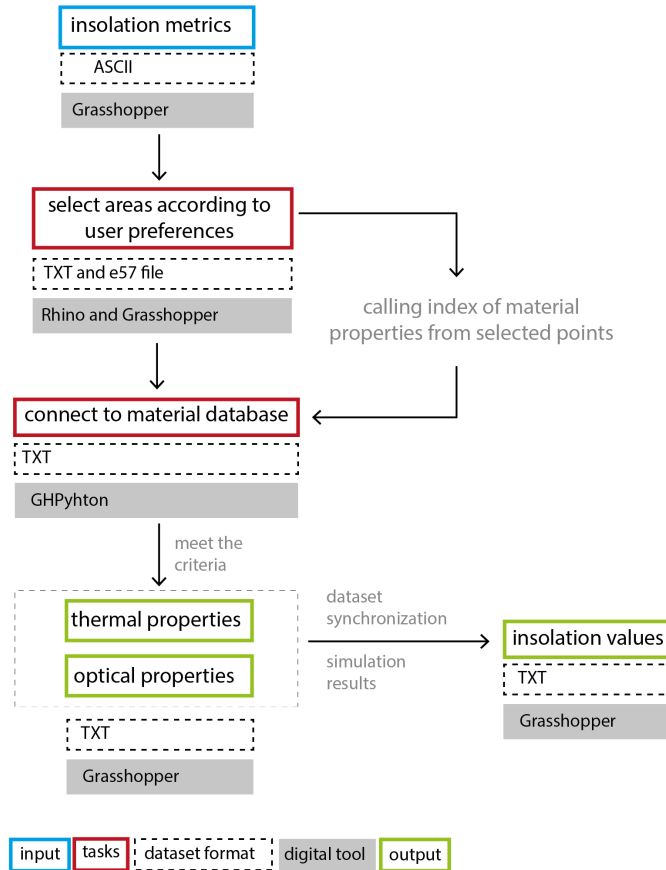 insolation metrics
ASCII
Grasshopper
select areas according to
user preferences
TXT and e57 file
Rhino and Grasshopper
calling index of material
properties from selected points
connect to material database
TXT
GHPyhton
meet the
criteria
thermal properties
optical properties
TXT
Grasshopper
dataset
synchronization
simulation
results
insolation values
TXT
Grasshopper
input
tasks
dataset format
digital tool
output